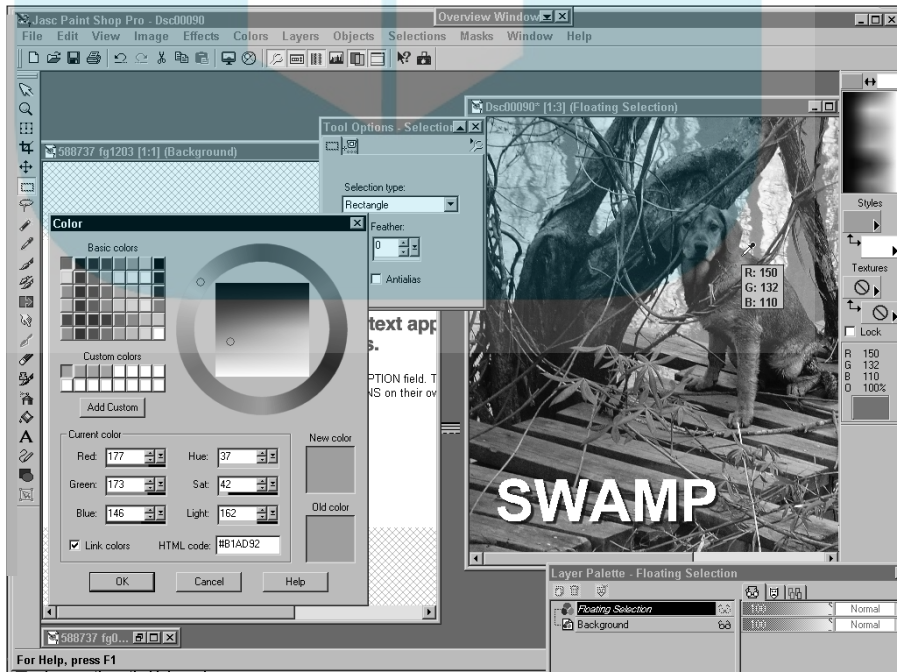 Jasc Paint Shop Pro - Dsc00090
Overview Window
File Edit View Image Effects Colors Layers Objects Selections Masks Window Help
Dsc00090* [1:3] (Floating Selection)
Tool Options - Selection
588737 fg1203 [1:1] (Background)
Selection type:
Rectangle
Feather:
0
Antialias
Color
Basic colors
Custom colors
Add Custom
Current color
Red: 177 Hue: 37
Green: 173 Sat: 42
Blue: 146 Light: 162
Link colors HTML code: #B1AD92
New color
Old color
OK Cancel Help
text app
s.
PTION field. T
NS on their ow
R: 150
G: 132
B: 110
SWAMP
Styles
Textures
Lock
R 150
G 132
B 110
O 100%
Layer Palette - Floating Selection
Floating Selection 100 Normal
Background 100 Normal
588737 fg0...
For Help, press F1